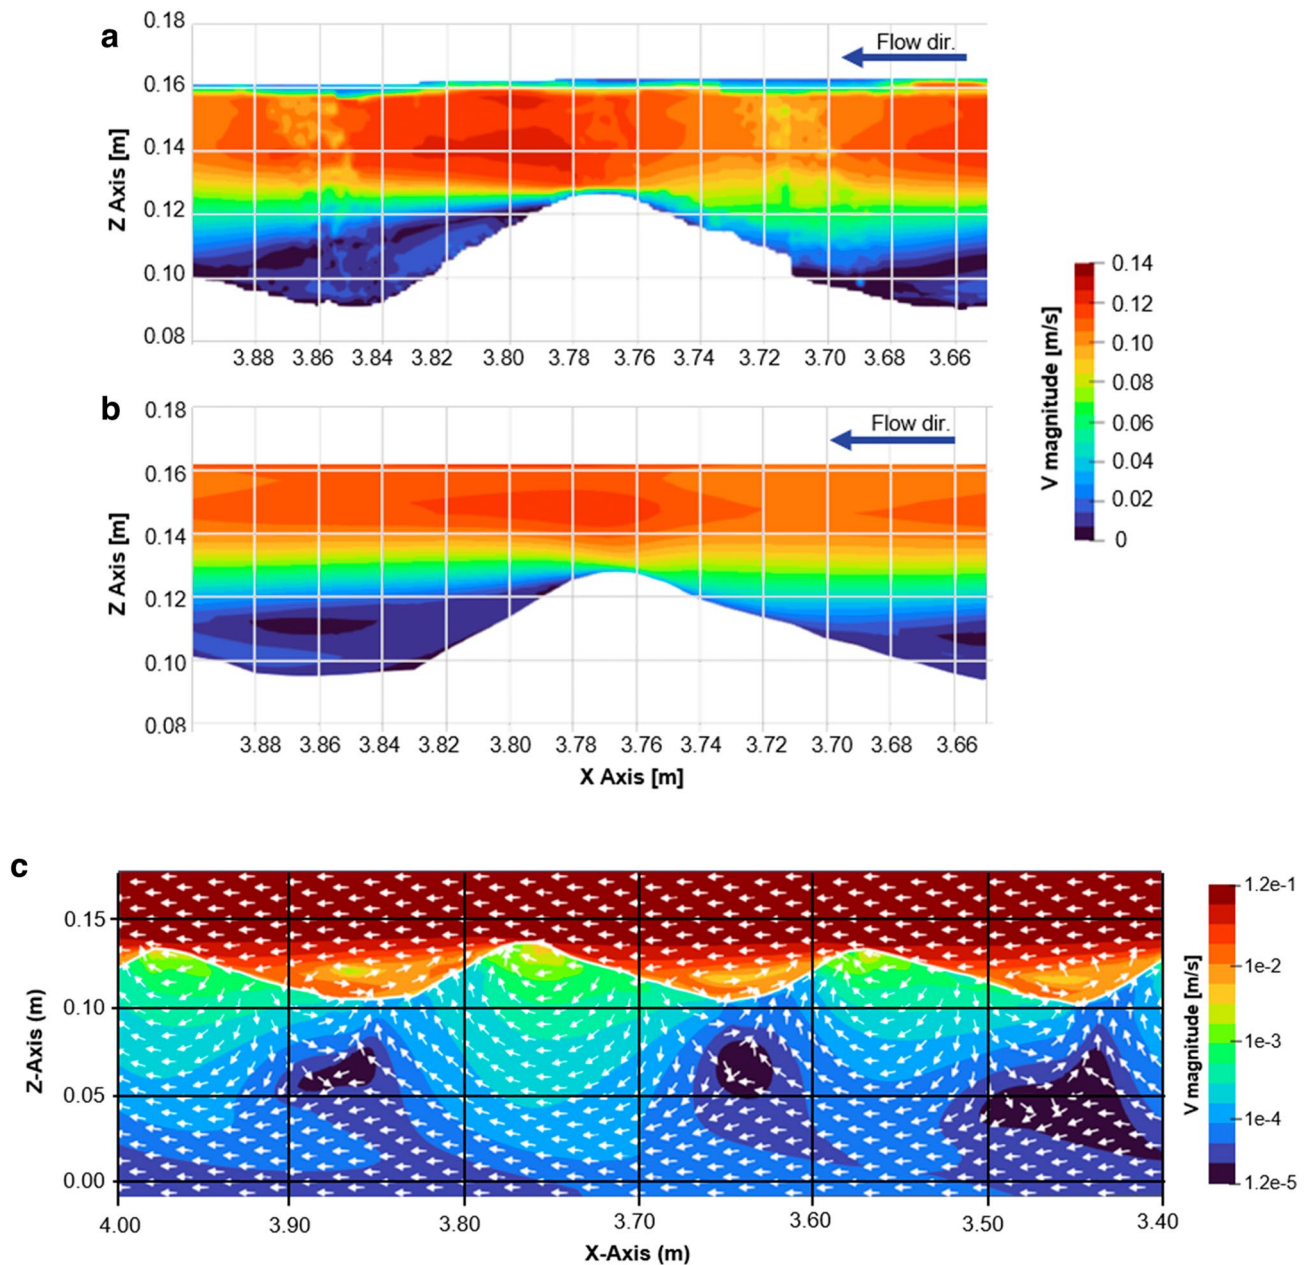 a
0.18
Flow dir.
0.16
0.14
0.12
0.10
0.08
Z Axis [m]
3.88 3.86 3.84 3.82 3.80 3.78 3.76 3.74 3.72 3.70 3.68 3.66
b
0.18
Flow dir.
0.16
0.14
0.12
0.10
0.08
Z Axis [m]
3.88 3.86 3.84 3.82 3.80 3.78 3.76 3.74 3.72 3.70 3.68 3.66
X Axis [m]
V magnitude [m/s]
0.14
0.12
0.10
0.08
0.06
0.04
0.02
0
c
0.15
0.10
0.05
0.00
Z-Axis (m)
4.00 3.90 3.80 3.70 3.60 3.50 3.40
X-Axis (m)
V magnitude [m/s]
1.2e-1
1e-2
1e-3
1e-4
1.2e-5